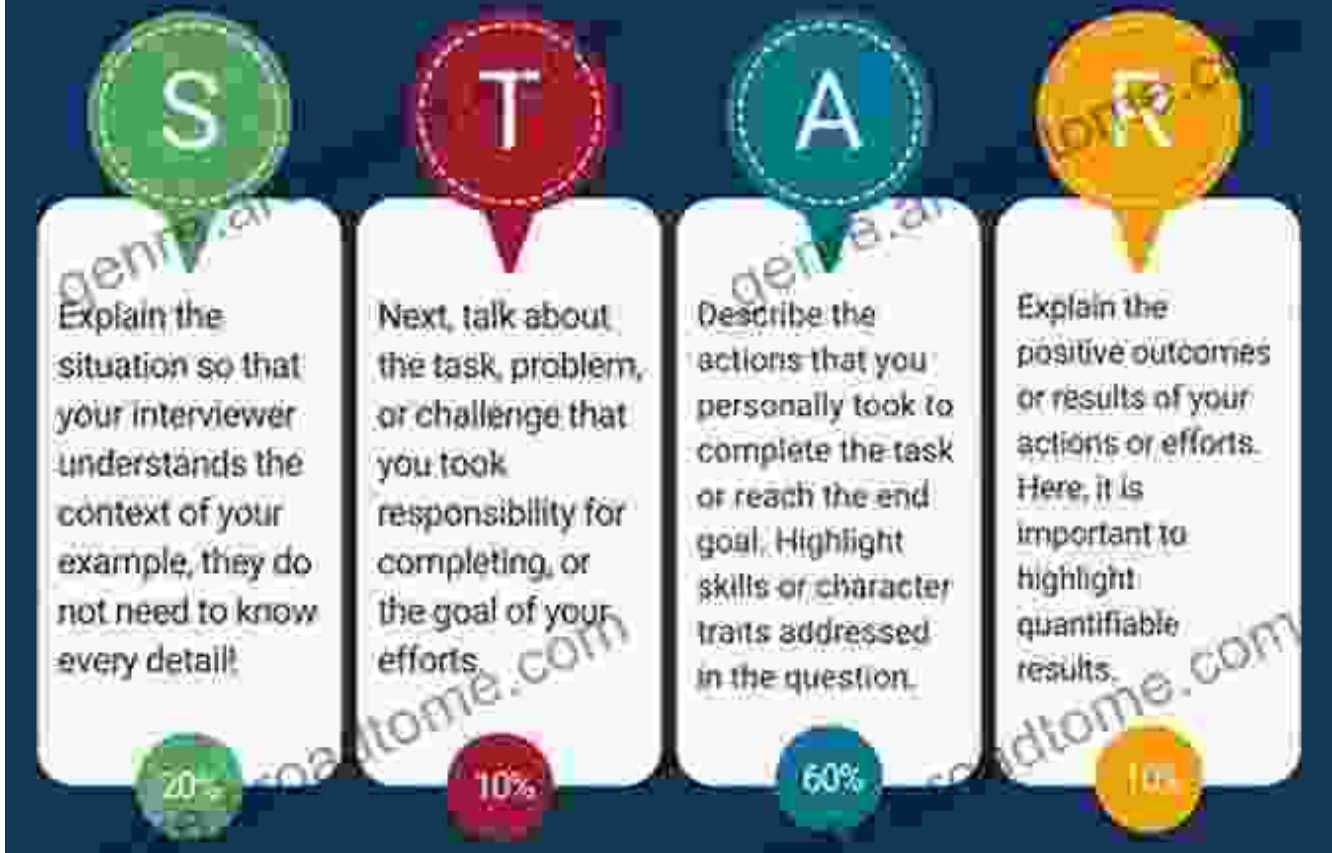 S
Explain the
situation so that
your interviewer
understands the
context of your
example, they do
not need to know
every detail!
20%
T
Next, talk about
the task, problem,
or challenge that
you took
responsibility for
completing, or
the goal of your
efforts.
10%
A
Describe the
actions that you
personally took to
complete the task
or reach the end
goal. Highlight
skills or character
traits addressed
in the question.
60%
R
Explain the
positive outcomes
or results of your
actions or efforts.
Here, it is
important to
highlight
quantifiable
results.
10%